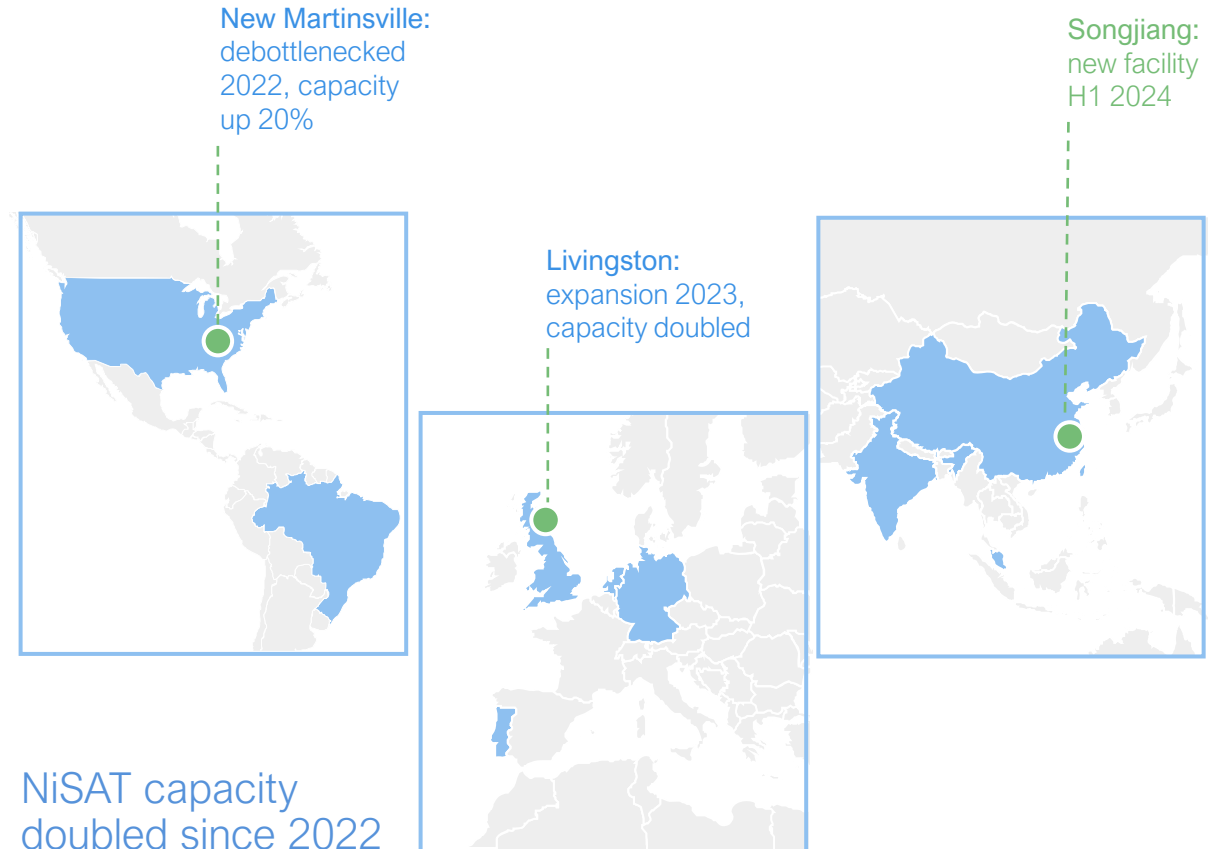 New Martinsville:
debottlenecked
2022, capacity
up 20%
Songjiang:
new facility
H1 2024
Livingston:
expansion 2023,
capacity doubled
NiSAT capacity
doubled since 2022